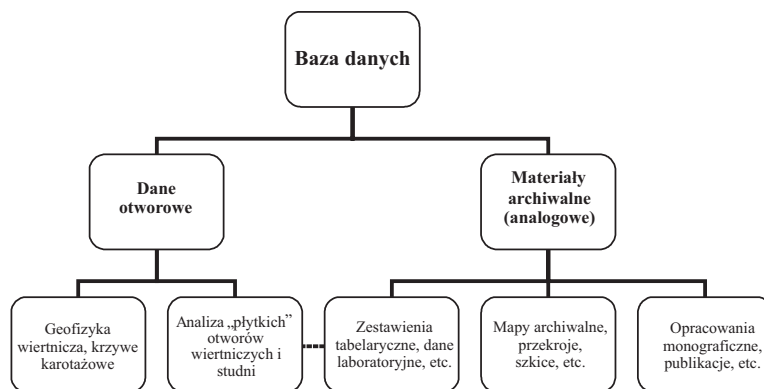 Baza danych
Dane
otworowe
Materiały
archiwalne
(analogowe)
Geofizyka
wiertnicza, krzywe
karotażowe
Analiza „płytkich”
otworów
wiertniczych i
studni
Zestawienia
tabelaryczne, dane
laboratoryjne, etc.
Mapy archiwalne,
przekroje,
szkice, etc.
Opracowania
monograficzne,
publikacje, etc.